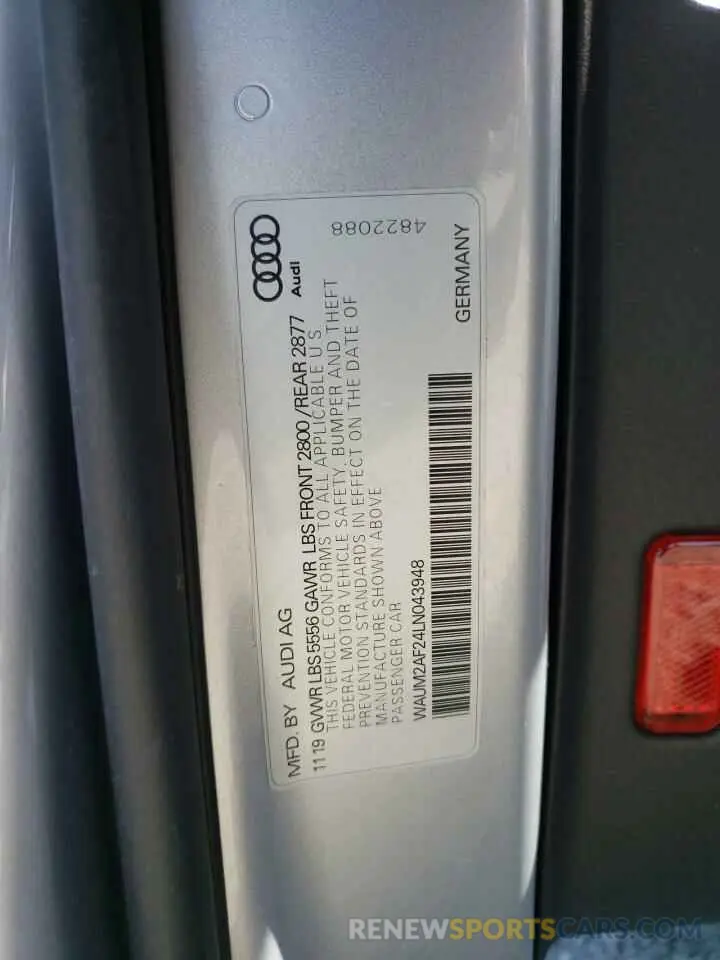 MFD. BY AUDI AG
Audi
11 19 GVWR LBS 5556 GAWR LBS FRONT 2800 /REAR 2877
THIS VEHICLE CONFORMS TO ALL APPLICABLE U S
FEDERAL MOTOR VEHICLE SAFETY, BUMPER AND THEFT
PREVENTION STANDARDS IN EFFECT ON THE DATE OF
MANUFACTURE SHOWN ABOVE
PASSENGER CAR
WAUM2AF24LN043948
GERMANY
4822088
RENEWSPORTSCARS.COM